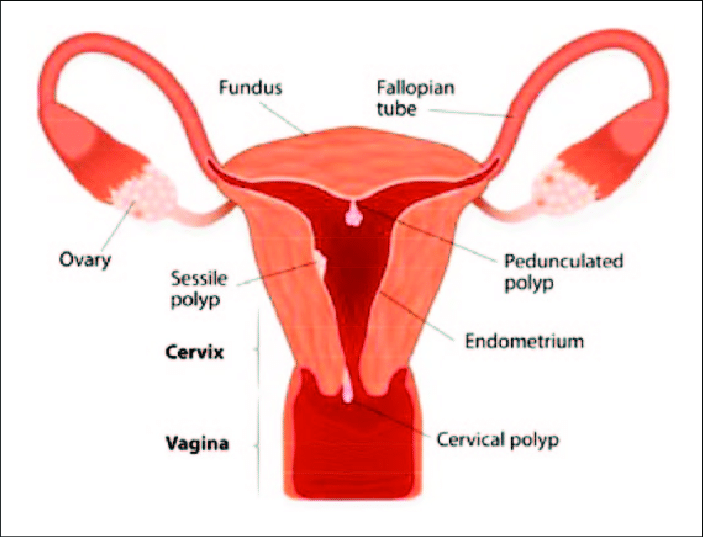 Fundus
Fallopian
tube
Ovary
Sessile
polyp
Pedunculated
polyp
Endometrium
Cervix
Vagina
Cervical polyp